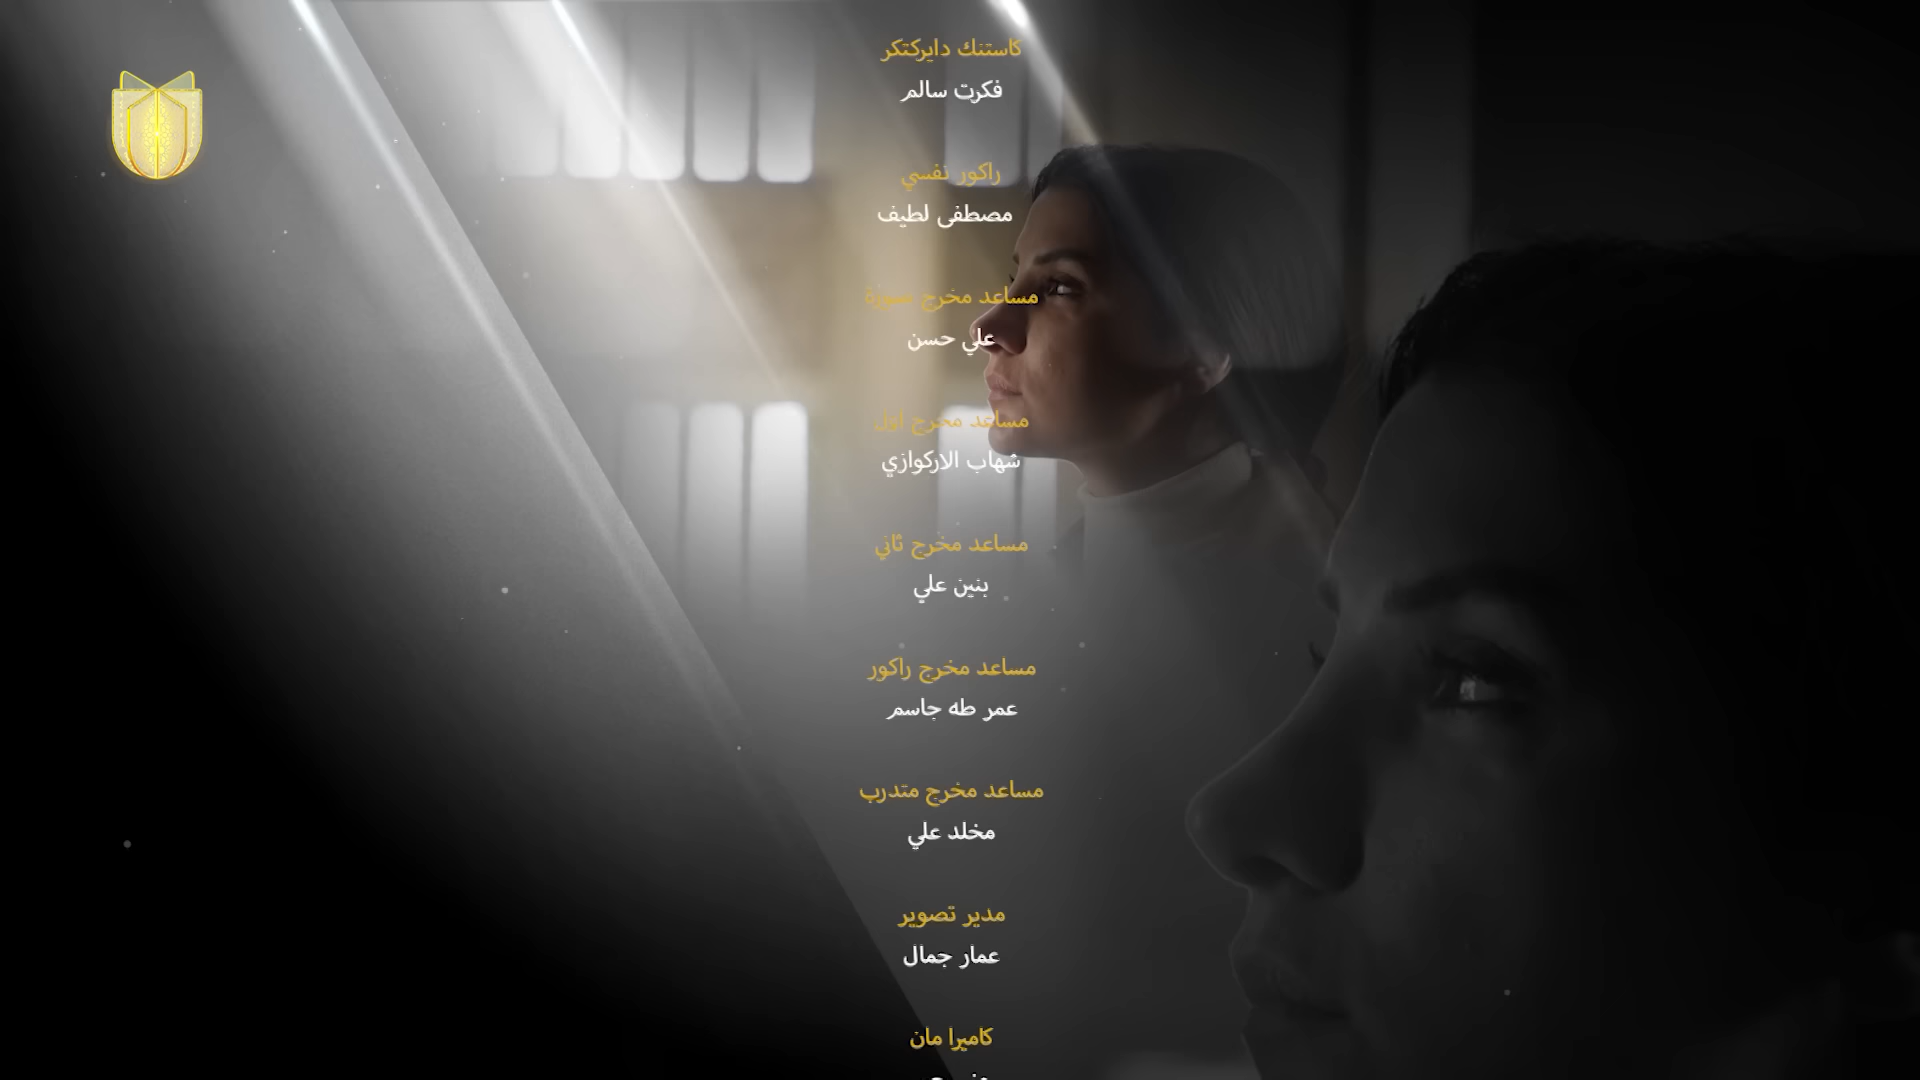 كاستنك دايركتكر
فكرت سالم
راكور نفسي
مصطفى لطيف
مساعد مخرج صورة
علي حسن
مساعد مخرج اول
شهاب الاركوازي
مساعد مخرج ثاني
بنين علي
مساعد مخرج راكور
عمر طه جاسم
مساعد مخرج متدرب
مخلد علي
مدير تصوير
عمار جمال
كاميرا مان